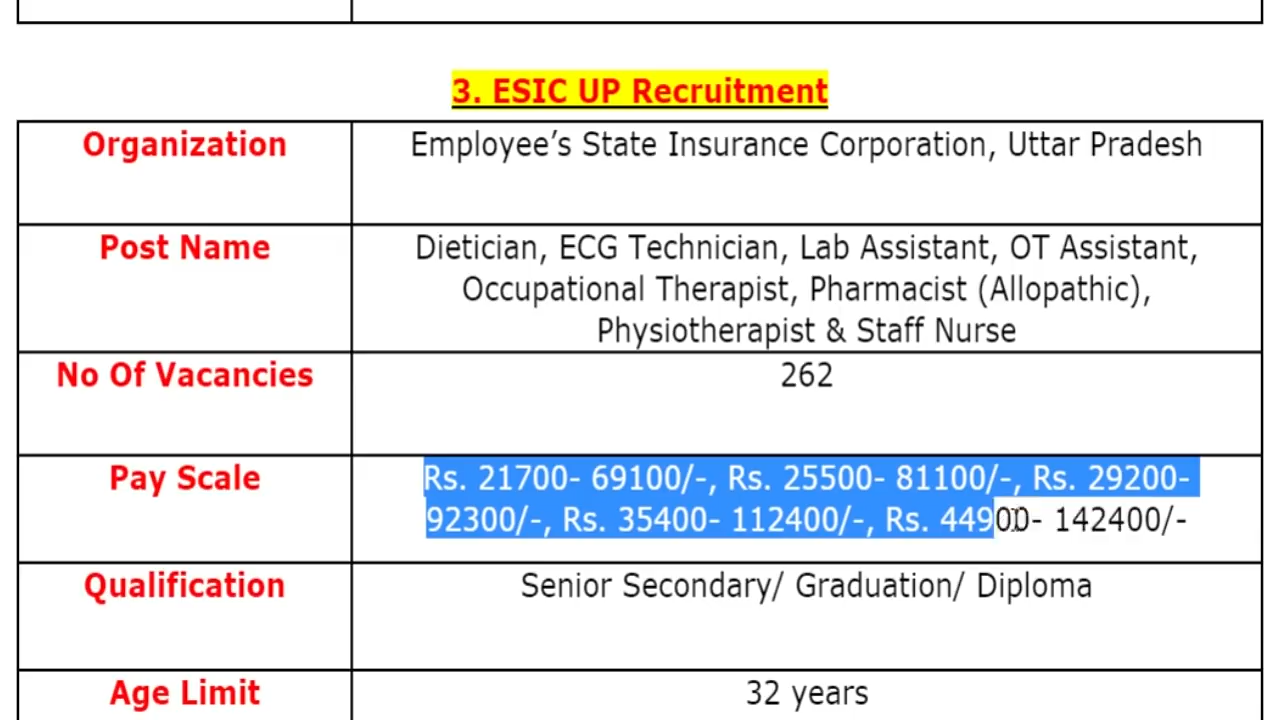 3. ESIC UP Recruitment
Organization
Employee’s State Insurance Corporation, Uttar Pradesh
Post Name
Dietician, ECG Technician, Lab Assistant, OT Assistant,
Occupational Therapist, Pharmacist (Allopathic),
Physiotherapist & Staff Nurse
No Of Vacancies
262
Pay Scale
Rs. 21700- 69100/-, Rs. 25500- 81100/-, Rs. 29200-
92300/-, Rs. 35400- 112400/-, Rs. 44900- 142400/-
Qualification
Senior Secondary/ Graduation/ Diploma
Age Limit
32 years